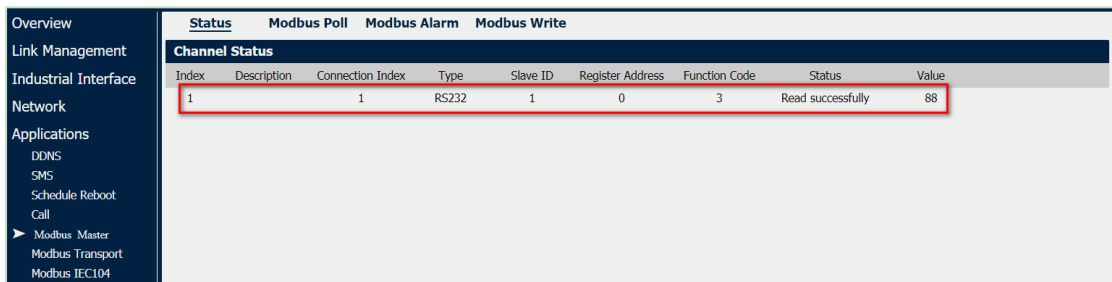 Overview
Link Management
Industrial Interface
Network
Applications
DDNS
SMS
Schedule Reboot
Call
Modbus Master
Modbus Transport
Modbus IEC104
Status Modbus Poll Modbus Alarm Modbus Write
Channel Status
Index Description Connection Index Type Slave ID Register Address Function Code Status Value
1 1 RS232 1 0 3 Read successfully 88